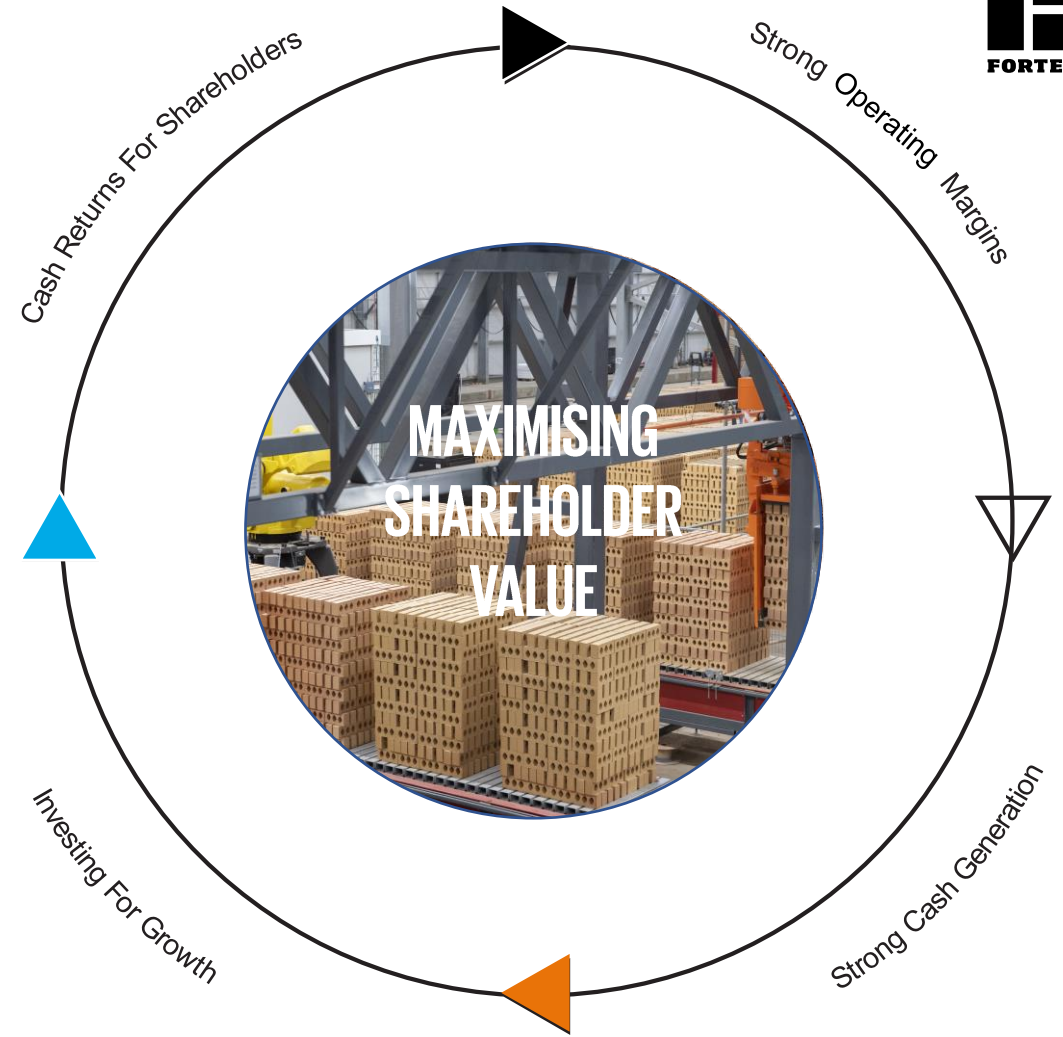 Cash Returns For Shareholders
Strong Operating Margins
FORTE
MAXIMISING
SHAREHOLDER
VALUE
Investing For Growth
Strong Cash Generation